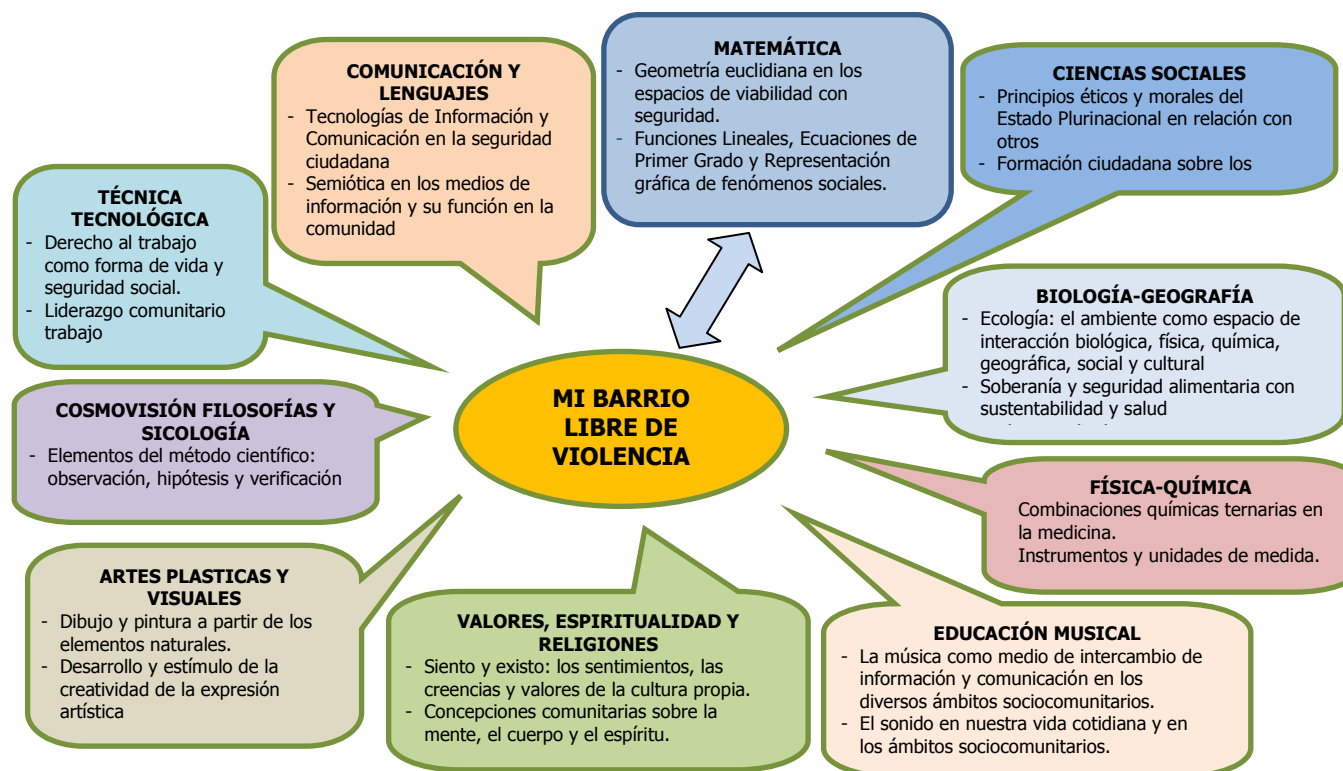 COMUNICACIÓN Y
LENGUAJES
- Tecnologías de Información y
Comunicación en la seguridad
ciudadana
- Semiótica en los medios de
información y su función en la
comunidad
MATEMÁTICA
- Geometría euclidiana en los
espacios de viabilidad con
seguridad.
- Funciones Lineales, Ecuaciones de
Primer Grado y Representación
gráfica de fenómenos sociales.
CIENCIAS SOCIALES
- Principios éticos y morales del
Estado Plurinacional en relación con
otros
- Formación ciudadana sobre los
TÉCNICA
TECNOLÓGICA
- Derecho al trabajo
como forma de vida y
seguridad social.
- Liderazgo comunitario
trabajo
BIOLOGÍA-GEOGRAFÍA
- Ecología: el ambiente como espacio de
interacción biológica, física, química,
geográfica, social y cultural
- Soberanía y seguridad alimentaria con
sustentabilidad y salud
MI BARRIO
LIBRE DE
VIOLENCIA
COSMOVISIÓN FILOSOFÍAS Y
SICOLOGÍA
- Elementos del método científico:
observación, hipótesis y verificación
FÍSICA-QUÍMICA
Combinaciones químicas ternarias en
la medicina.
Instrumentos y unidades de medida.
ARTES PLASTICAS Y
VISUALES
- Dibujo y pintura a partir de los
elementos naturales.
- Desarrollo y estímulo de la
creatividad de la expresión
artística
VALORES, ESPIRITUALIDAD Y
RELIGIONES
- Siento y existo: los sentimientos, las
creencias y valores de la cultura propia.
- Concepciones comunitarias sobre la
mente, el cuerpo y el espíritu.
EDUCACIÓN MUSICAL
- La música como medio de intercambio de
información y comunicación en los
diversos ámbitos sociocomunitarios.
- El sonido en nuestra vida cotidiana y en
los ámbitos sociocomunitarios.